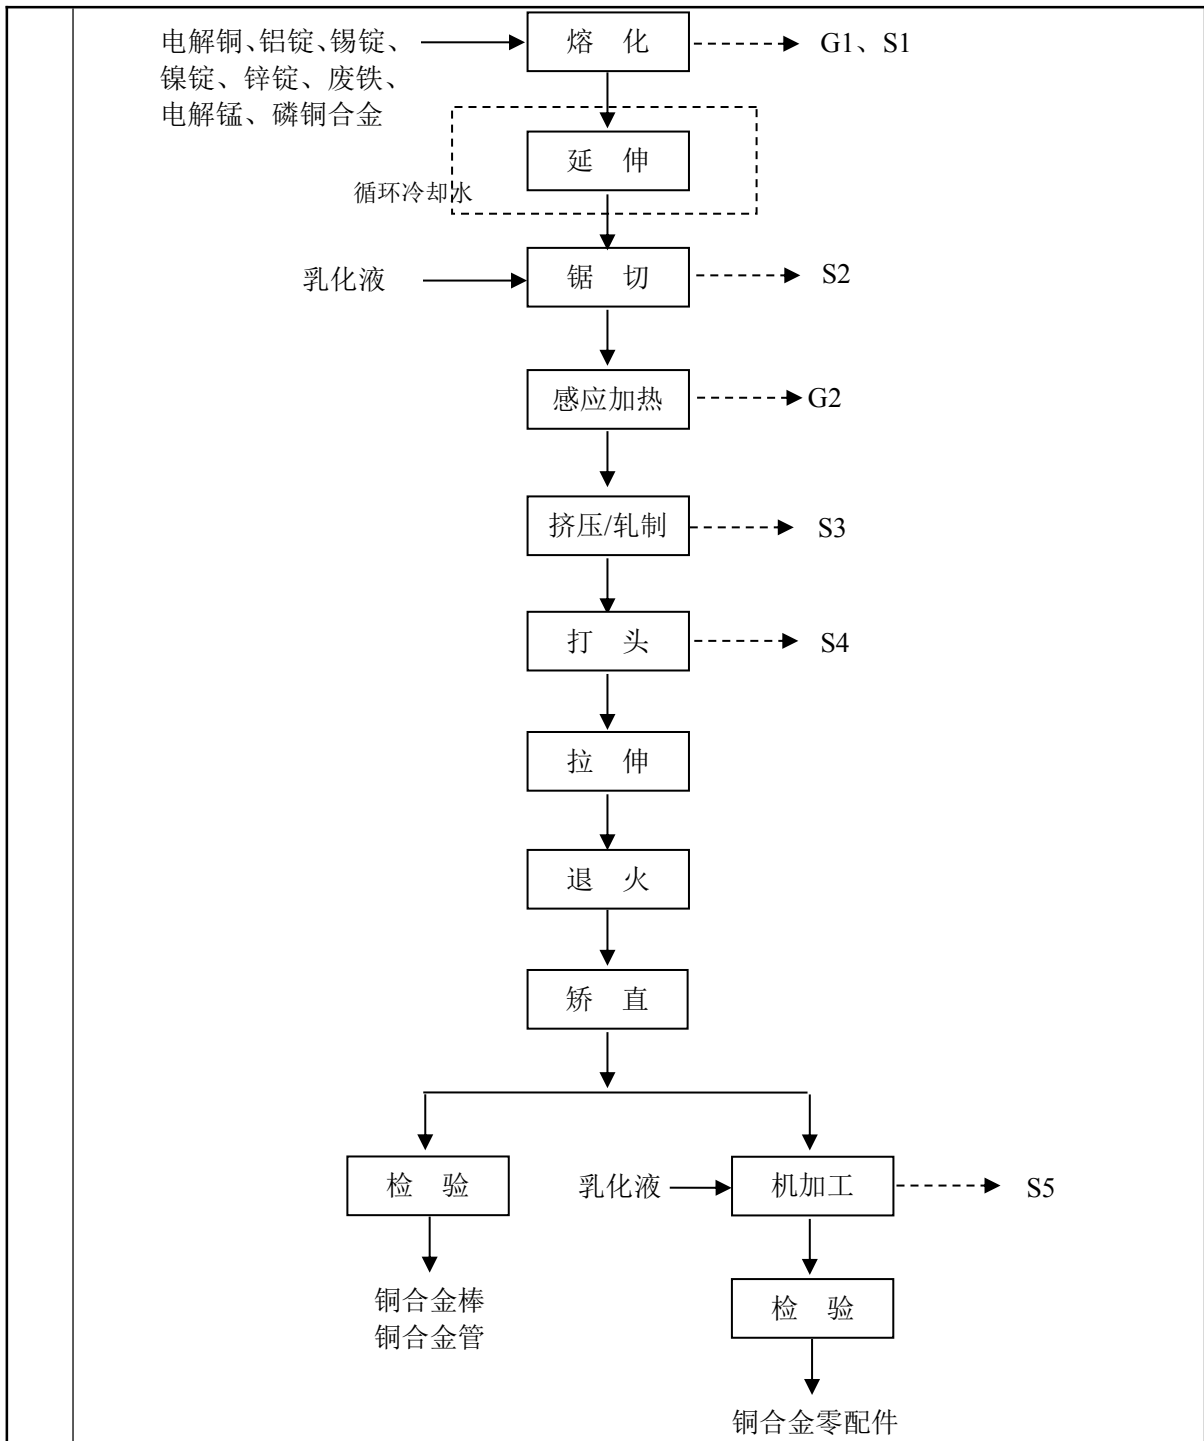 电解铜、铝锭、锡锭、
镍锭、锌锭、废铁、
电解锰、磷铜合金
熔 化
G1、S1
延 伸
循环冷却水
乳化液
锯 切
S2
感应加热
G2
挤压/轧制
S3
打 头
S4
拉 伸
退 火
矫 直
检 验
乳化液
机加工
S5
铜合金棒
铜合金管
检 验
铜合金零配件